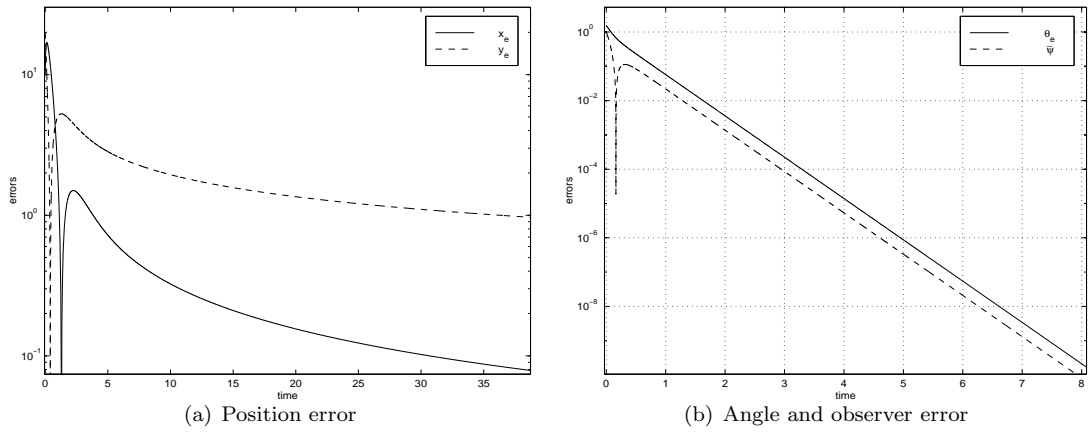 10^1
10^0
10^-1
errors
x_e
y_e
0 5 10 15 20 25 30 35
time
(a) Position error
10^0
10^-2
10^-4
10^-6
10^-8
errors
θ_e
ψ̃
0 1 2 3 4 5 6 7 8
time
(b) Angle and observer error